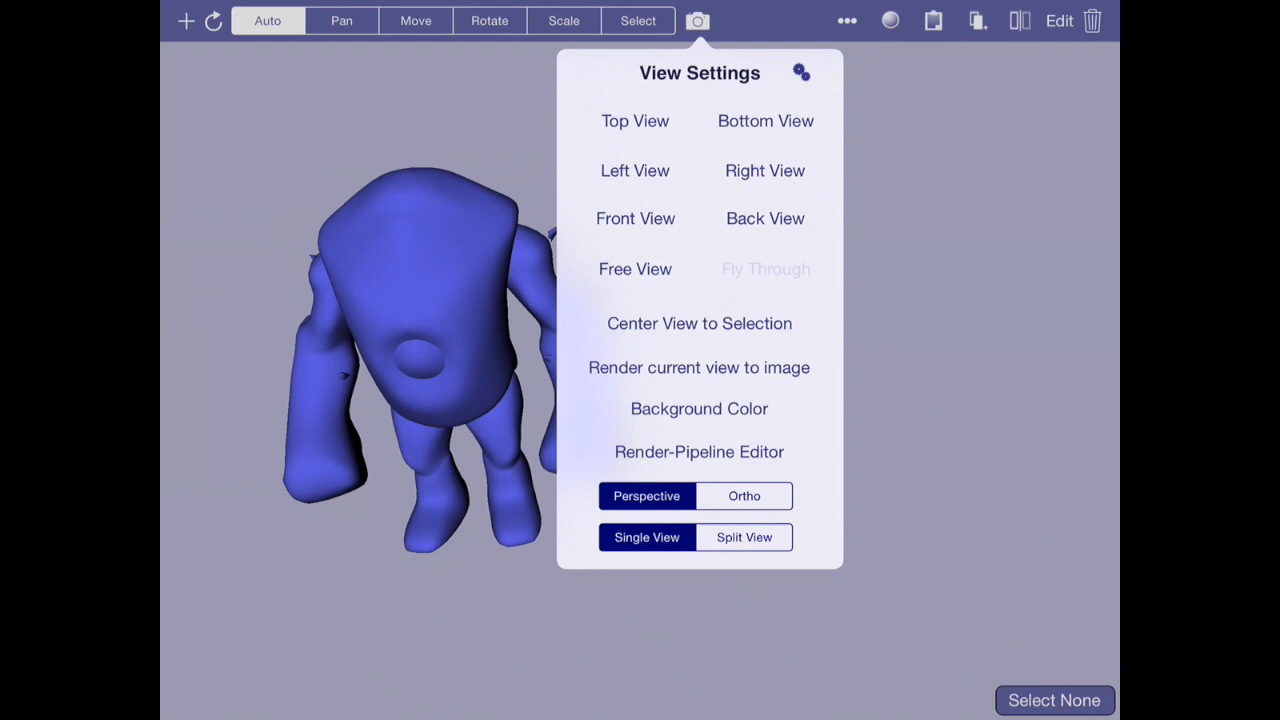 Auto Pan Move Rotate Scale Select Edit
View Settings
Top View Bottom View
Left View Right View
Front View Back View
Free View Fly Through
Center View to Selection
Render current view to image
Background Color
Render-Pipeline Editor
Perspective Ortho
Single View Split View
Select None